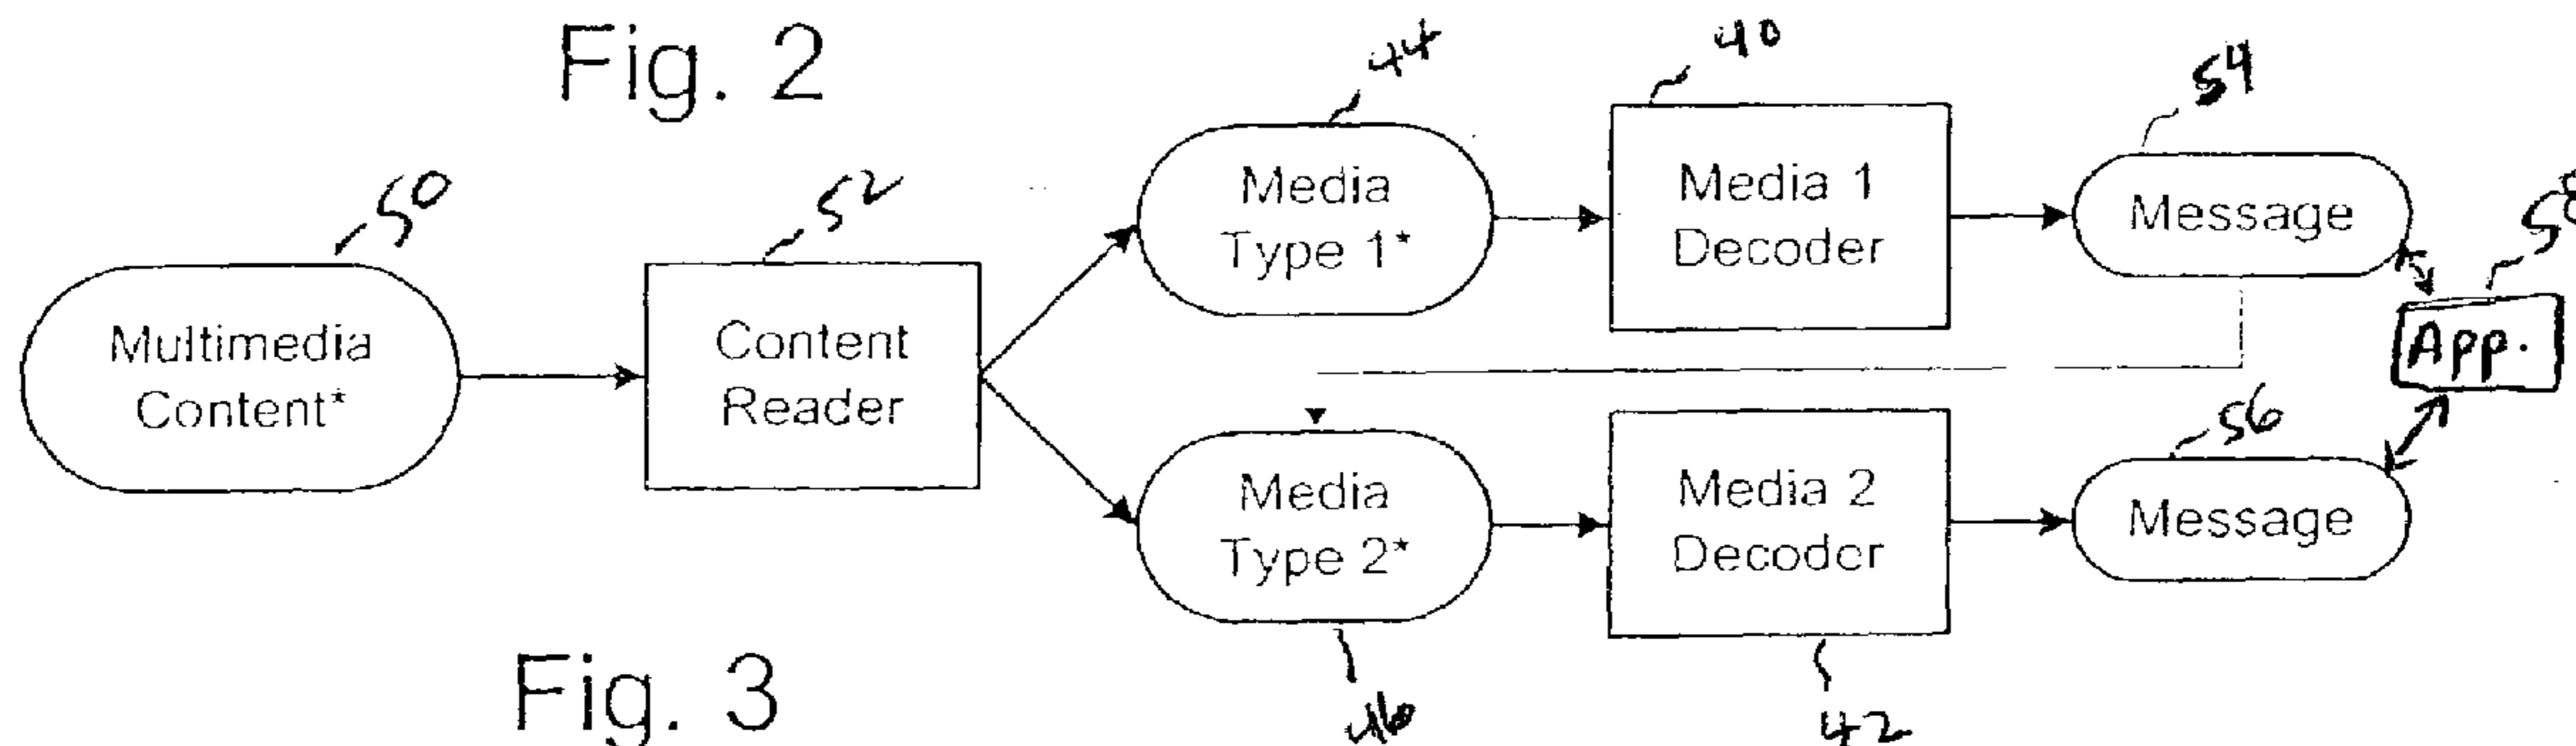 Fig. 2
44
40
54
50
52
58
Media
Type 1*
Media 1
Decoder
Message
Multimedia
Content*
Content
Reader
App.
56
Media
Type 2*
Media 2
Decoder
Message
46
42
Fig. 3